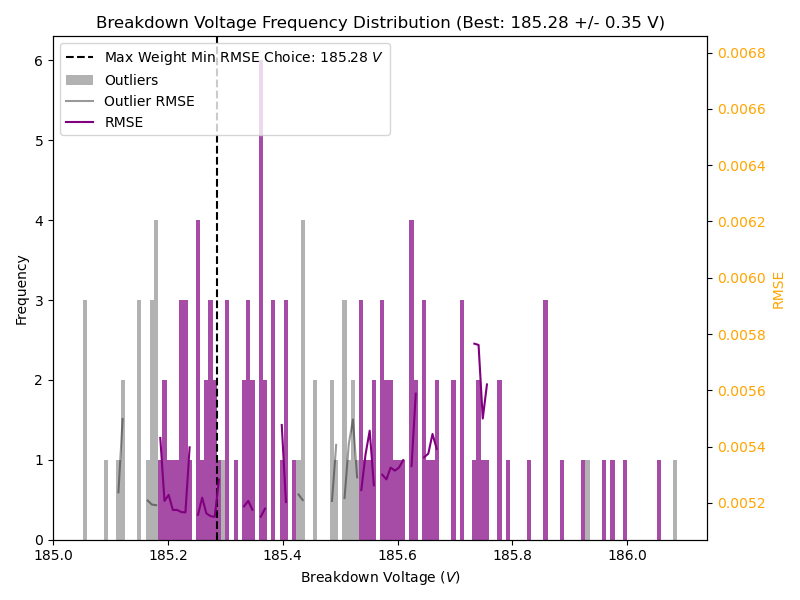 Breakdown Voltage Frequency Distribution (Best: 185.28 +/- 0.35 V)
Max Weight Min RMSE Choice: 185.28 V
Outliers
Outlier RMSE
RMSE
6
5
4
3
2
1
0
Frequency
0.0068
0.0066
0.0064
0.0062
0.0060
0.0058
0.0056
0.0054
0.0052
RMSE
185.0 185.2 185.4 185.6 185.8 186.0
Breakdown Voltage (V)